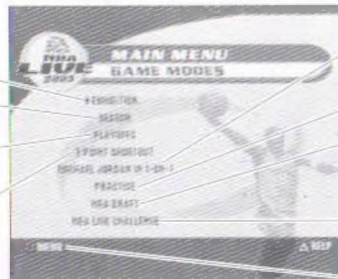 NBA
LIVE
2003
MAIN MENU
GAME MODES
EXHIBITION
SEASON
PLAYOFFS
3 POINT SHOOTOUT
MICHAEL JORDAN IN 1-ON-1
PRACTICE
NBA DRAFT
NBA LIVE CHALLENGE
MENU
△ HELP